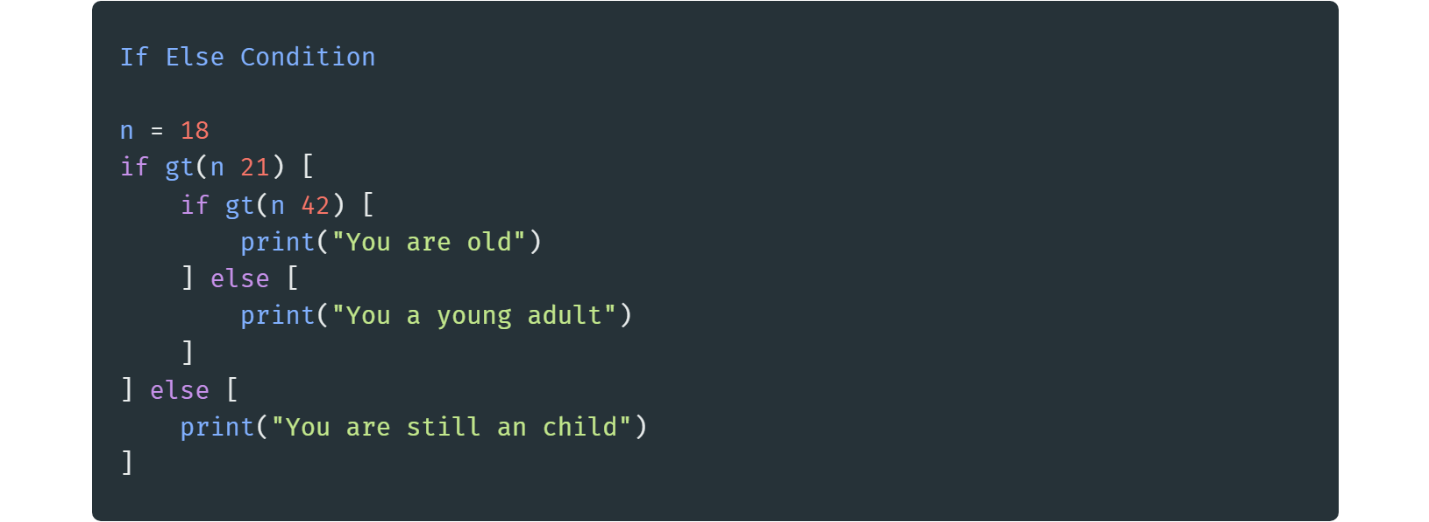 If Else Condition
n = 18
if gt(n 21) [
    if gt(n 42) [
        print("You are old")
    ] else [
        print("You a young adult")
    ]
] else [
    print("You are still an child")
]